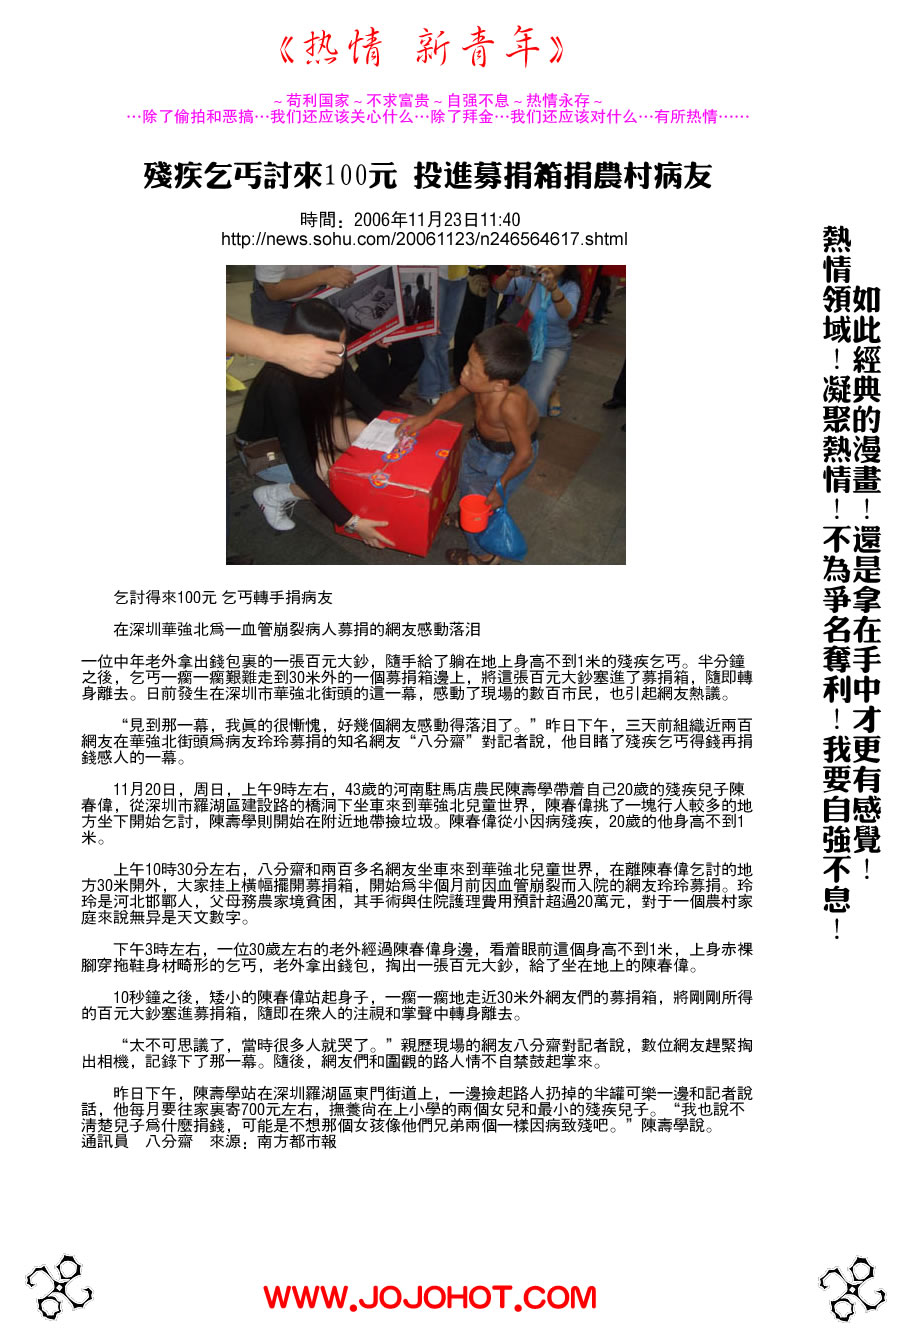 《热情 新青年》
～苟利国家～不求富贵～自强不息～热情永存～
…除了偷拍和恶搞…我们还应该关心什么…除了拜金…我们还应该对什么…有所热情……
殘疾乞丐討來100元 投進募捐箱捐農村病友
時間：2006年11月23日11:40
http://news.sohu.com/20061123/n246564617.shtml
乞討得來100元 乞丐轉手捐病友
在深圳華強北爲一血管崩裂病人募捐的網友感動落泪
一位中年老外拿出錢包裏的一張百元大鈔，隨手給了躺在地上身高不到1米的殘疾乞丐。半分鐘
之後，乞丐一瘸一瘸艱難走到30米外的一個募捐箱邊上，將這張百元大鈔塞進了募捐箱，隨即轉
身離去。日前發生在深圳市華強北街頭的這一幕，感動了現場的數百市民，也引起網友熱議。
“見到那一幕，我眞的很慚愧，好幾個網友感動得落泪了。”昨日下午，三天前組織近兩百
網友在華強北街頭爲病友玲玲募捐的知名網友“八分齋”對記者說，他目睹了殘疾乞丐得錢再捐
錢感人的一幕。
11月20日，周日，上午9時左右，43歲的河南駐馬店農民陳壽學帶着自己20歲的殘疾兒子陳
春偉，從深圳市羅湖區建設路的橋洞下坐車來到華強北兒童世界，陳春偉挑了一塊行人較多的地
方坐下開始乞討，陳壽學則開始在附近地帶撿垃圾。陳春偉從小因病殘疾，20歲的他身高不到1
米。
上午10時30分左右，八分齋和兩百多名網友坐車來到華強北兒童世界，在離陳春偉乞討的地
方30米開外，大家挂上橫幅擺開募捐箱，開始爲半個月前因血管崩裂而入院的網友玲玲募捐。玲
玲是河北邯鄲人，父母務農家境貧困，其手術與住院護理費用預計超過20萬元，對于一個農村家
庭來說無异是天文數字。
下午3時左右，一位30歲左右的老外經過陳春偉身邊，看着眼前這個身高不到1米，上身赤裸
腳穿拖鞋身材畸形的乞丐，老外拿出錢包，掏出一張百元大鈔，給了坐在地上的陳春偉。
10秒鐘之後，矮小的陳春偉站起身子，一瘸一瘸地走近30米外網友們的募捐箱，將剛剛所得
的百元大鈔塞進募捐箱，隨即在衆人的注視和掌聲中轉身離去。
“太不可思議了，當時很多人就哭了。”親歷現場的網友八分齋對記者說，數位網友趕緊掏
出相機，記錄下了那一幕。隨後，網友們和圍觀的路人情不自禁鼓起掌來。
昨日下午，陳壽學站在深圳羅湖區東門街道上，一邊撿起路人扔掉的半罐可樂一邊和記者說
話，他每月要往家裏寄700元左右，撫養尙在上小學的兩個女兒和最小的殘疾兒子。“我也說不
淸楚兒子爲什麼捐錢，可能是不想那個女孩像他們兄弟兩個一樣因病致殘吧。”陳壽學說。
通訊員　八分齋　來源：南方都市報
如此經典的漫畫！還是拿在手中才更有感覺！
熱情領域！凝聚熱情！不為爭名奪利！我要自強不息！
WWW.JOJOHOT.COM